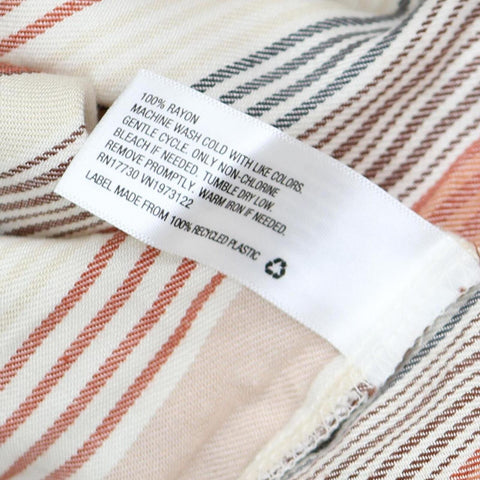 100% RAYON
MACHINE WASH COLD WITH LIKE COLORS.
GENTLE CYCLE. ONLY NON-CHLORINE
BLEACH IF NEEDED. TUMBLE DRY LOW.
REMOVE PROMPTLY. WARM IRON IF NEEDED.
RN17730 VN1973122
LABEL MADE FROM 100% RECYCLED PLASTIC